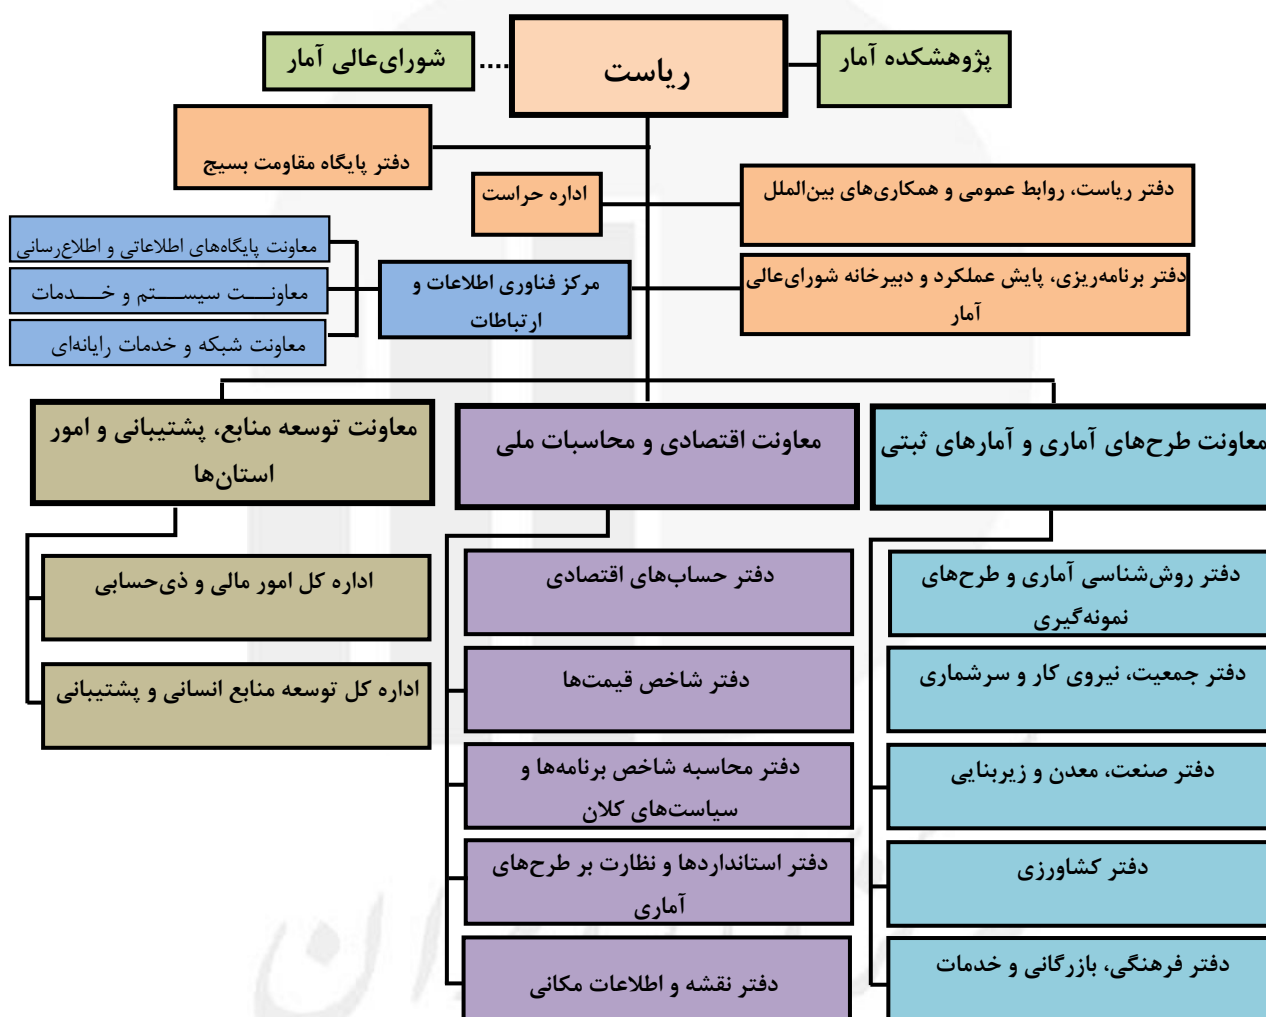 پژوهشکده آمار
ریاست
شورای‌عالی آمار
....
دفتر پایگاه مقاومت بسیج
دفتر ریاست، روابط عمومی و همکاری‌های بین‌الملل
اداره حراست
دفتر برنامه‌ریزی، پایش عملکرد و دبیرخانه شورای‌عالی
آمار
مرکز فناوری اطلاعات و
ارتباطات
معاونت پایگاه‌های اطلاعاتی و اطلاع‌رسانی
معاونــت سیســتم و خــدمات
معاونت شبکه و خدمات رایانه‌ای
معاونت طرح‌های آماری و آمارهای ثبتی
دفتر روش‌شناسی آماری و طرح‌های
نمونه‌گیری
دفتر جمعیت، نیروی کار و سرشماری
دفتر صنعت، معدن و زیربنایی
دفتر کشاورزی
دفتر فرهنگی، بازرگانی و خدمات
معاونت اقتصادی و محاسبات ملی
دفتر حساب‌های اقتصادی
دفتر شاخص قیمت‌ها
دفتر محاسبه شاخص برنامه‌ها و
سیاست‌های کلان
دفتر استانداردها و نظارت بر طرح‌های
آماری
دفتر نقشه و اطلاعات مکانی
معاونت توسعه منابع، پشتیبانی و امور
استان‌ها
اداره کل امور مالی و ذی‌حسابی
اداره کل توسعه منابع انسانی و پشتیبانی